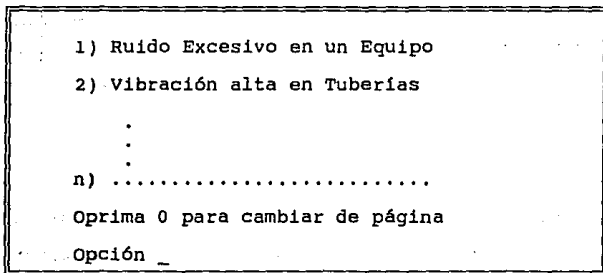 1) Ruido Excesivo en un Equipo
2) Vibración alta en Tuberías
.
.
.
n) ...........................
Oprima 0 para cambiar de página
Opción _